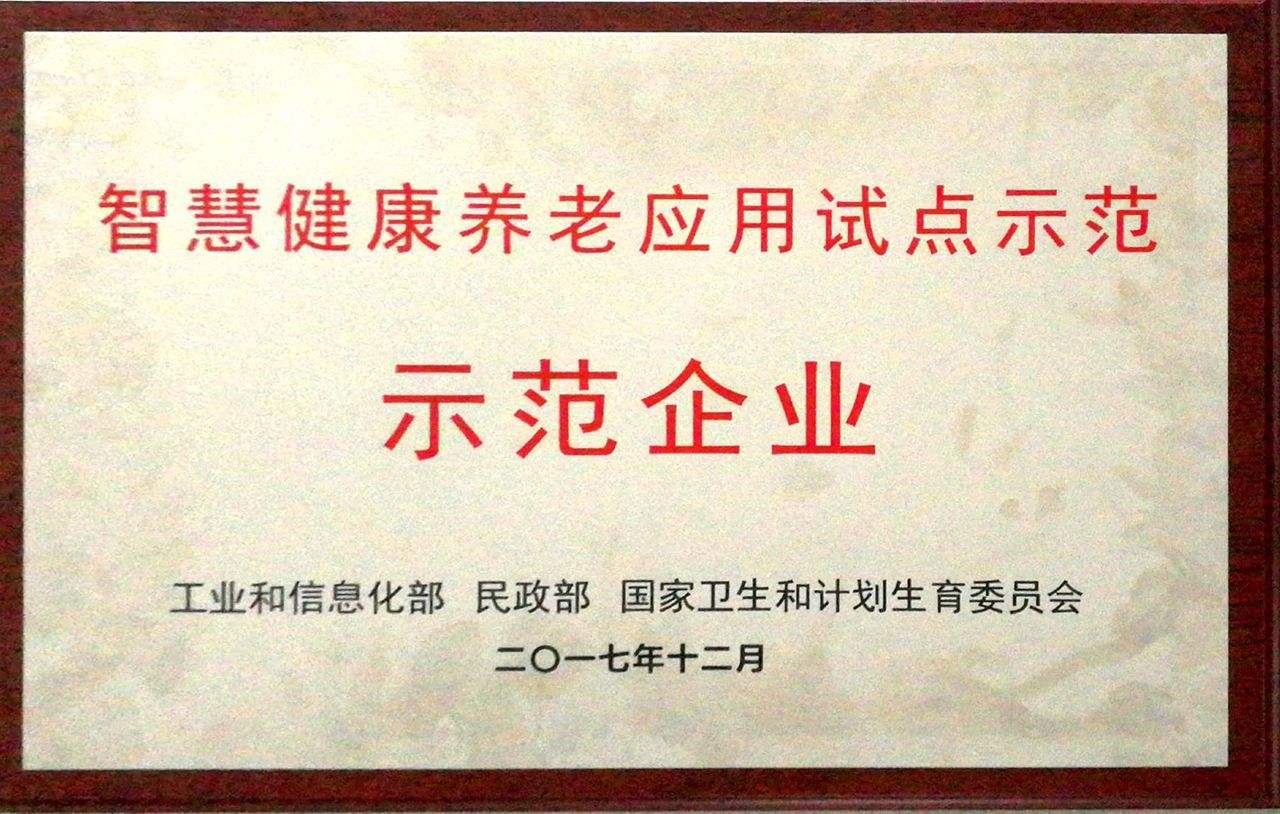 智慧健康养老应用试点示范
示范企业
工业和信息化部 民政部 国家卫生和计划生育委员会
二〇一七年十二月